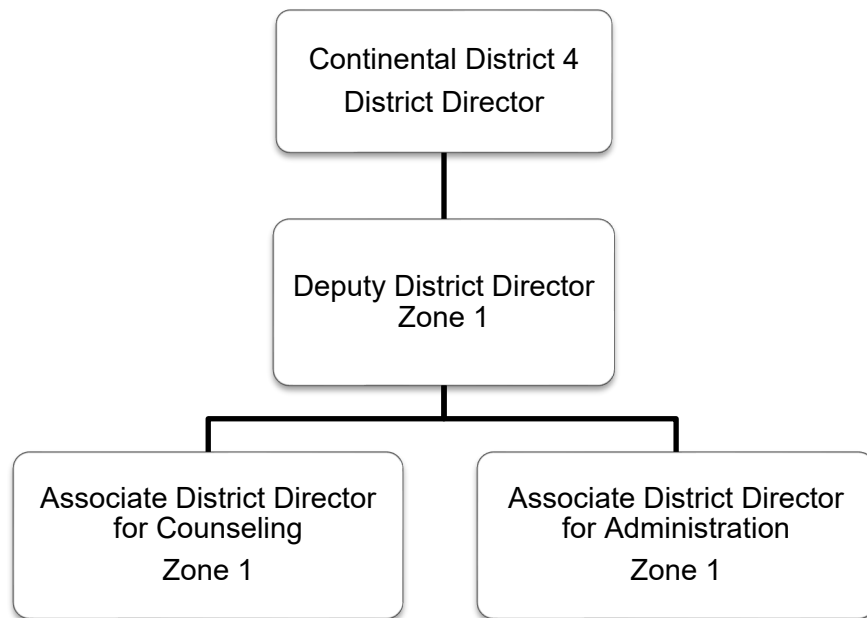 Continental District 4
District Director
Deputy District Director
Zone 1
Associate District Director
for Counseling
Zone 1
Associate District Director
for Administration
Zone 1